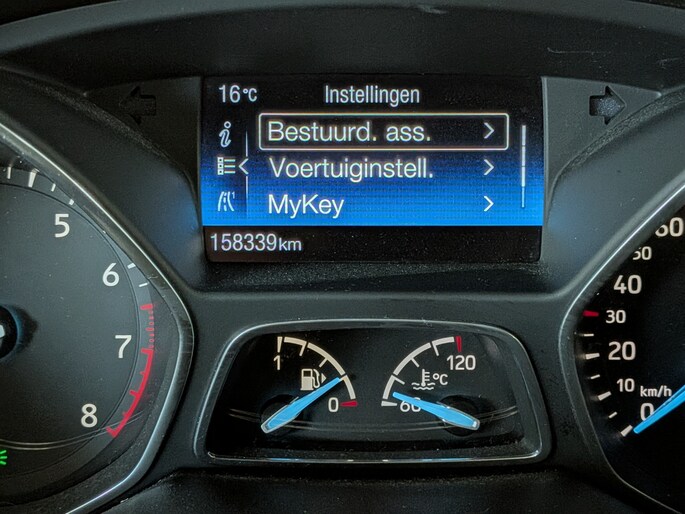 16°C Instellingen
Bestuurd. ass.
Voertuiginstell.
MyKey
158339km
5
6
7
8
1
0
120
°C
60
60
50
40
30
20
10
km/h
0